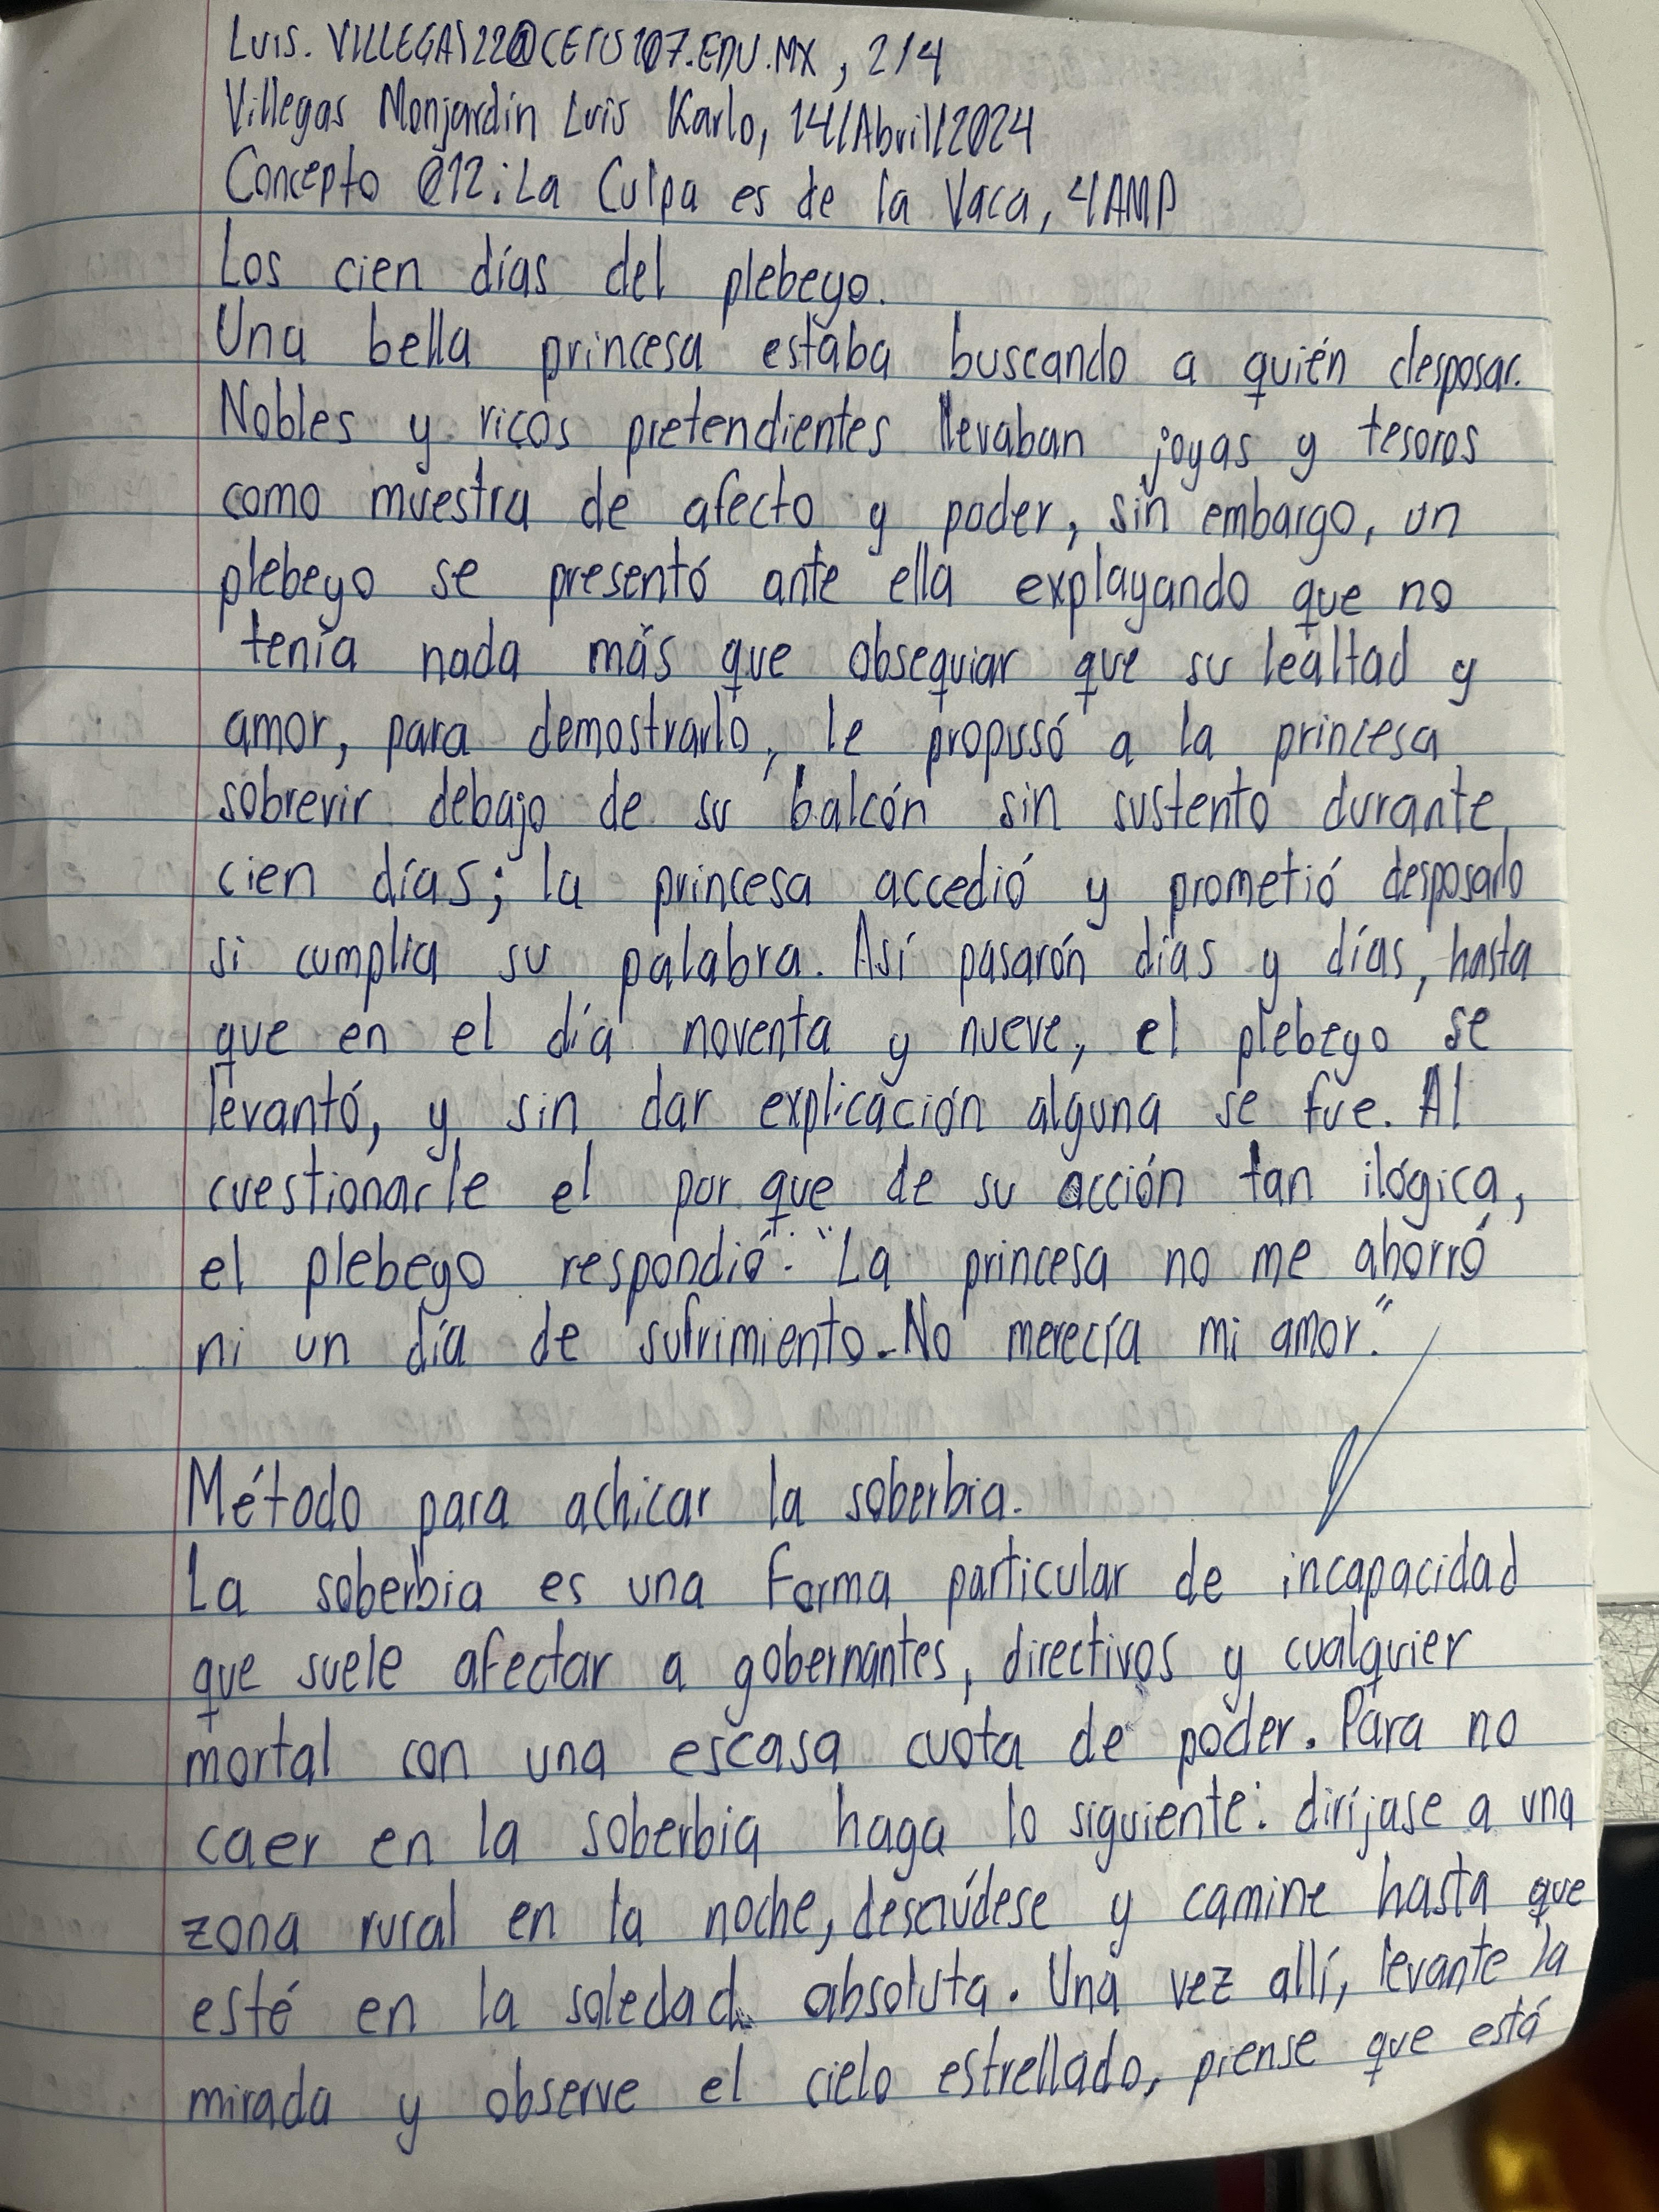 LUIS.VILLEGAS22@CETIS107.EDU.MX, 2/4
Villegas Monjardín Luis Karlo, 14/Abril/2024
Concepto @12: La Culpa es de la Vaca, 4AMP
Los cien días del plebeyo.
Una bella princesa estaba buscando a quién desposar.
Nobles y ricos pretendientes llevaban joyas y tesoros
como muestra de afecto y poder, sin embargo, un
plebeyo se presentó ante ella explayando que no
tenía nada más que obsequiar que su lealtad y
amor, para demostrarlo, le propusó a la princesa
sobrevir debajo de su balcón sin sustento durante
cien días; la princesa accedió y prometió desposarlo
si cumplía su palabra. Así pasarón días y días, hasta
que en el día noventa y nueve, el plebeyo se
levantó, y sin dar explicación alguna se fue. Al
cuestionarle el por que de su acción tan ilógica,
el plebeyo respondió: "La princesa no me ahorró
ni un día de sufrimiento. No merecía mi amor."
Método para achicar la soberbia.
La soberbia es una forma particular de incapacidad
que suele afectar a gobernantes, directivos y cualquier
mortal con una escasa cuota de poder. Para no
caer en la soberbia haga lo siguiente: diríjase a una
zona rural en la noche, desnúdese y camine hasta que
esté en la soledad absoluta. Una vez allí, levante la
mirada y observe el cielo estrellado, piense que está